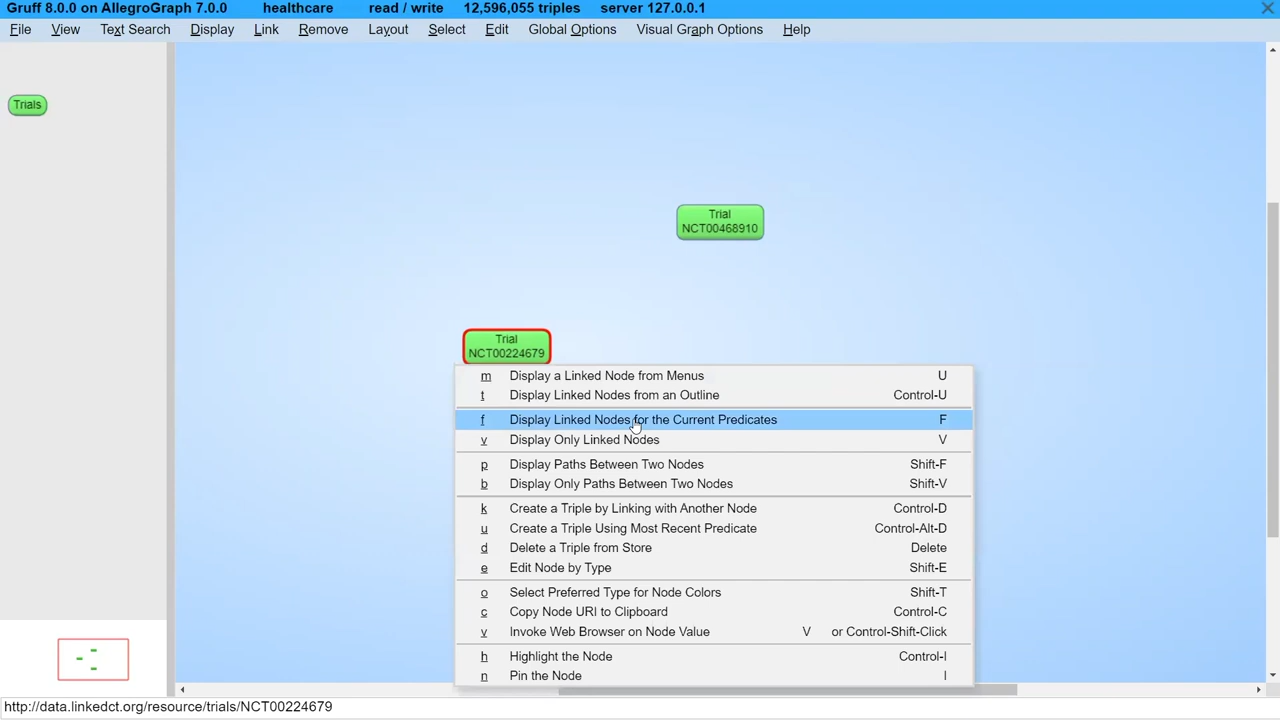 Gruff 8.0.0 on AllegroGraph 7.0.0 healthcare read / write 12,596,055 triples server 127.0.0.1
File View Text Search Display Link Remove Layout Select Edit Global Options Visual Graph Options Help
Trials
Trial
NCT00468910
Trial
NCT00224679
m Display a Linked Node from Menus U
t Display Linked Nodes from an Outline Control-U
f Display Linked Nodes for the Current Predicates F
v Display Only Linked Nodes V
p Display Paths Between Two Nodes Shift-F
b Display Only Paths Between Two Nodes Shift-V
k Create a Triple by Linking with Another Node Control-D
u Create a Triple Using Most Recent Predicate Control-Alt-D
d Delete a Triple from Store Delete
e Edit Node by Type Shift-E
o Select Preferred Type for Node Colors Shift-T
c Copy Node URI to Clipboard Control-C
v Invoke Web Browser on Node Value V or Control-Shift-Click
h Highlight the Node Control-I
n Pin the Node I
http://data.linkedct.org/resource/trials/NCT00224679